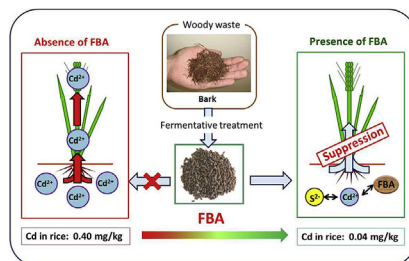 Absence of FBA
Woody waste
Presence of FBA
Bark
Fermentative treatment
Cd²⁺
Cd²⁺
Cd²⁺
Cd²⁺
Cd²⁺
Suppression
S²⁻
Cd²⁺
FBA
FBA
Cd in rice: 0.40 mg/kg
Cd in rice: 0.04 mg/kg